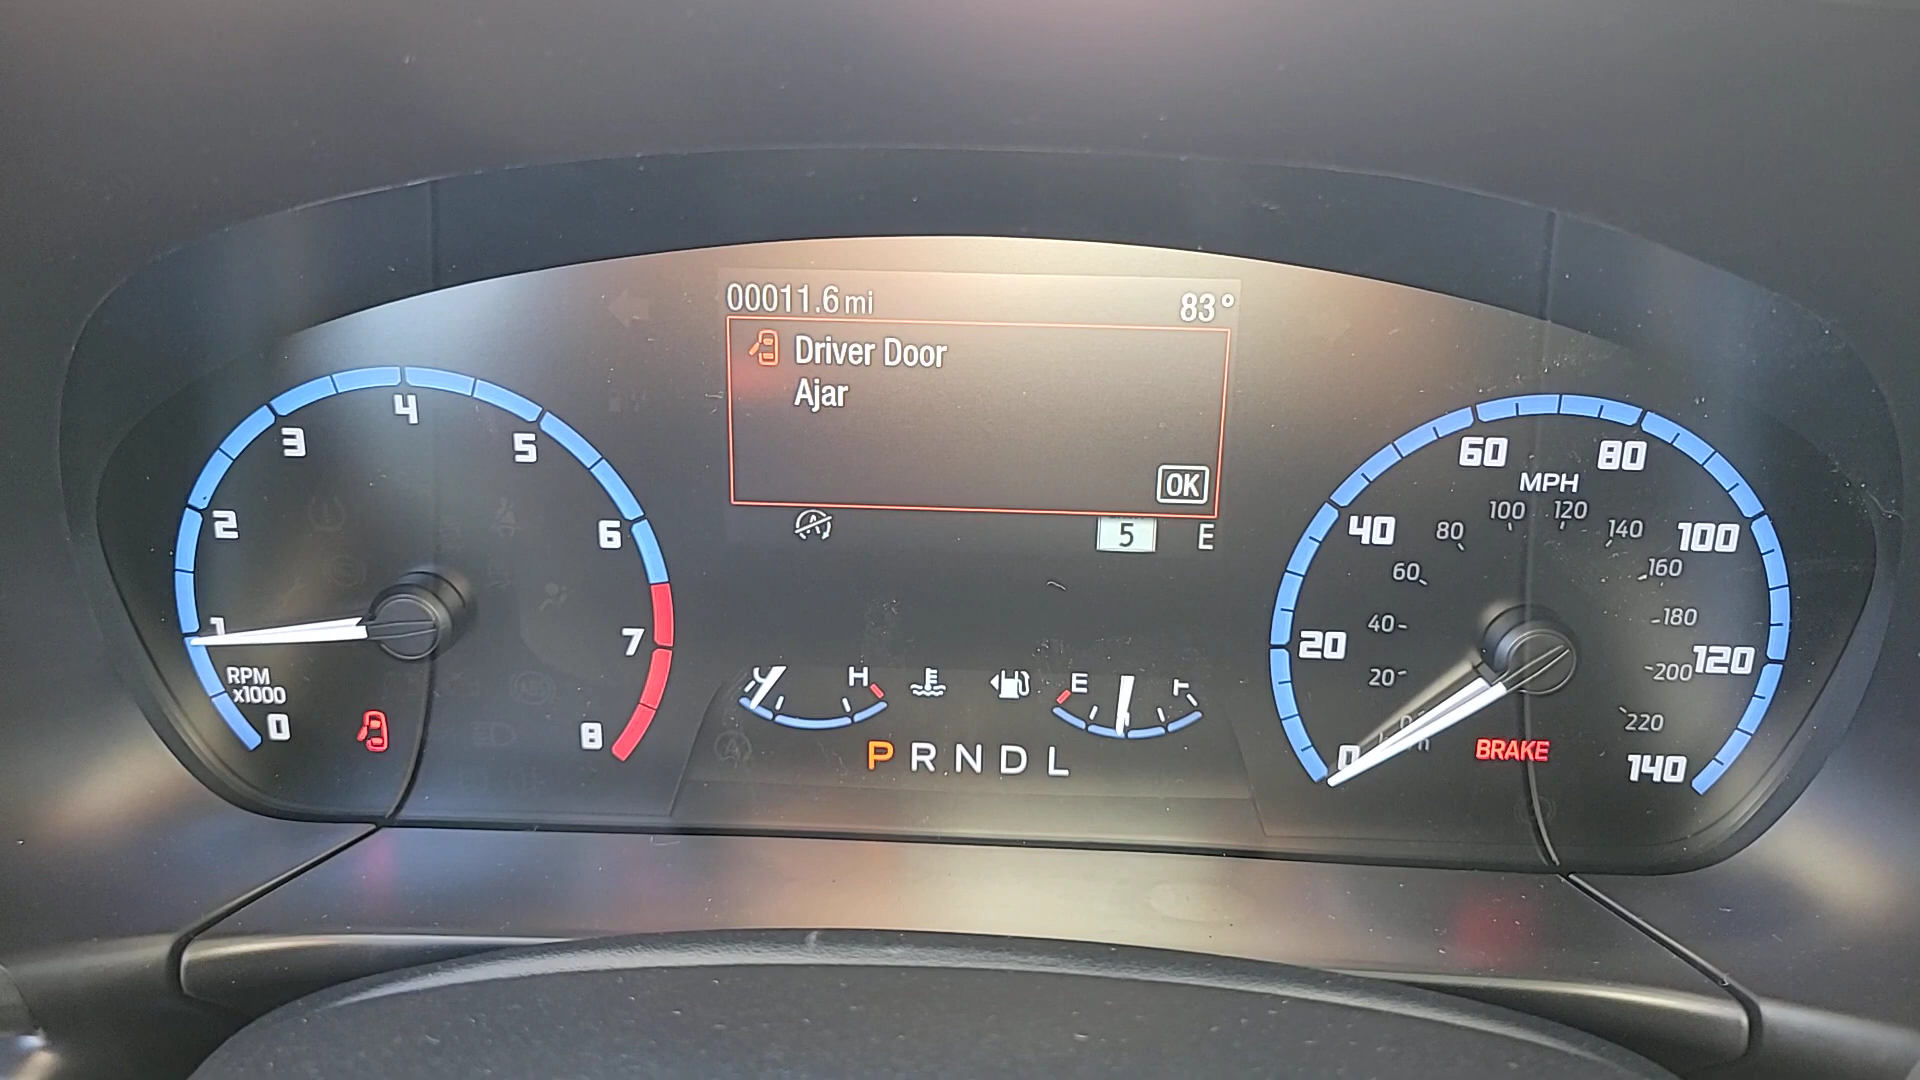 00011.6 mi 83°
Driver Door
Ajar
OK
5 E
0 1 2 3 4 5 6 7 8
RPM
x1000
H
E
P R N D L
0 20 40 60 80 100 120 140
MPH
20 40 60 80 100 120 140 160 180 200 220
BRAKE